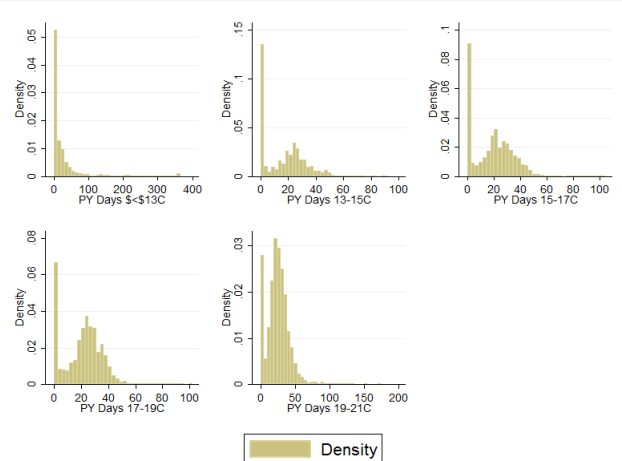 Density
.05
.04
.03
.02
.01
0
0 100 200 300 400
PY Days $<$13C
Density
.15
.1
.05
0
0 20 40 60 80 100
PY Days 13-15C
Density
.1
.08
.06
.04
.02
0
0 20 40 60 80 100
PY Days 15-17C
Density
.08
.06
.04
.02
0
0 20 40 60 80 100
PY Days 17-19C
Density
.03
.02
.01
0
0 50 100 150 200
PY Days 19-21C
Density